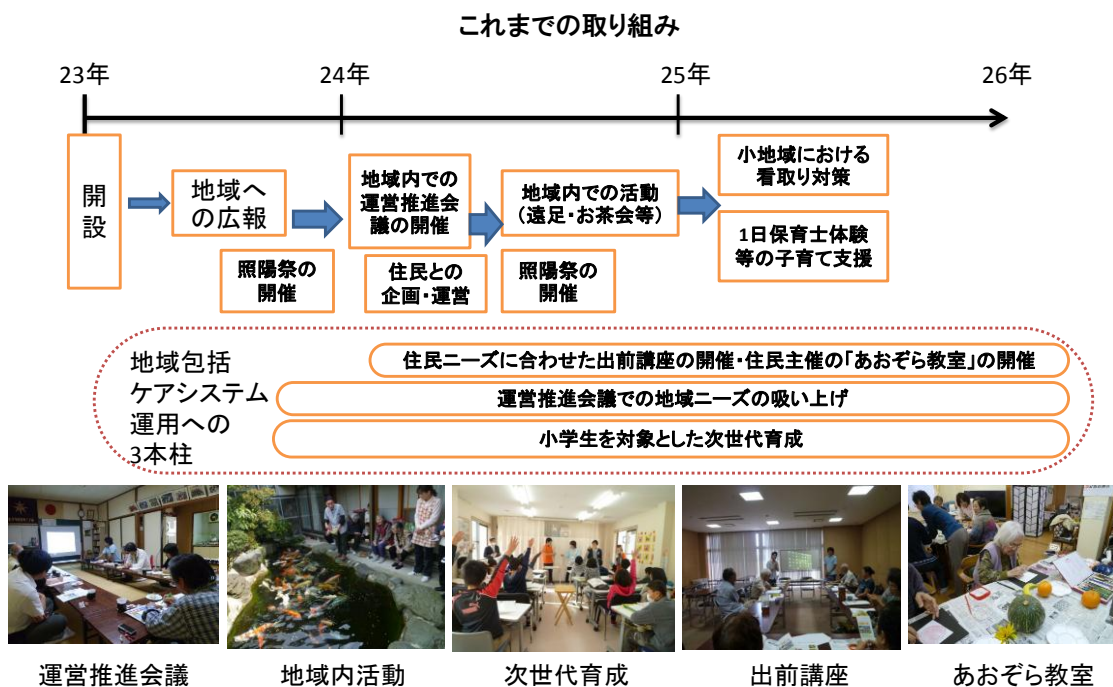 これまでの取り組み
23年
24年
25年
26年
開
設
地域へ
の広報
照陽祭の
開催
地域内での
運営推進会
議の開催
住民との
企画・運営
地域内での活動
（遠足・お茶会等）
照陽祭の
開催
小地域における
看取り対策
1日保育士体験
等の子育て支援
地域包括
ケアシステム
運用への
3本柱
住民ニーズに合わせた出前講座の開催・住民主催の「あおぞら教室」の開催
運営推進会議での地域ニーズの吸い上げ
小学生を対象とした次世代育成
運営推進会議
地域内活動
次世代育成
出前講座
あおぞら教室